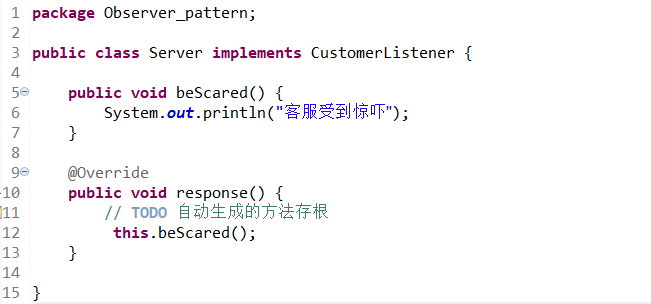 1 package Observer_pattern;
2
3 public class Server implements CustomerListener {
4
5 public void beScared() {
6 System.out.println("客服受到惊吓");
7 }
8
9 @Override
10 public void response() {
11 // TODO 自动生成的方法存根
12 this.beScared();
13 }
14
15 }